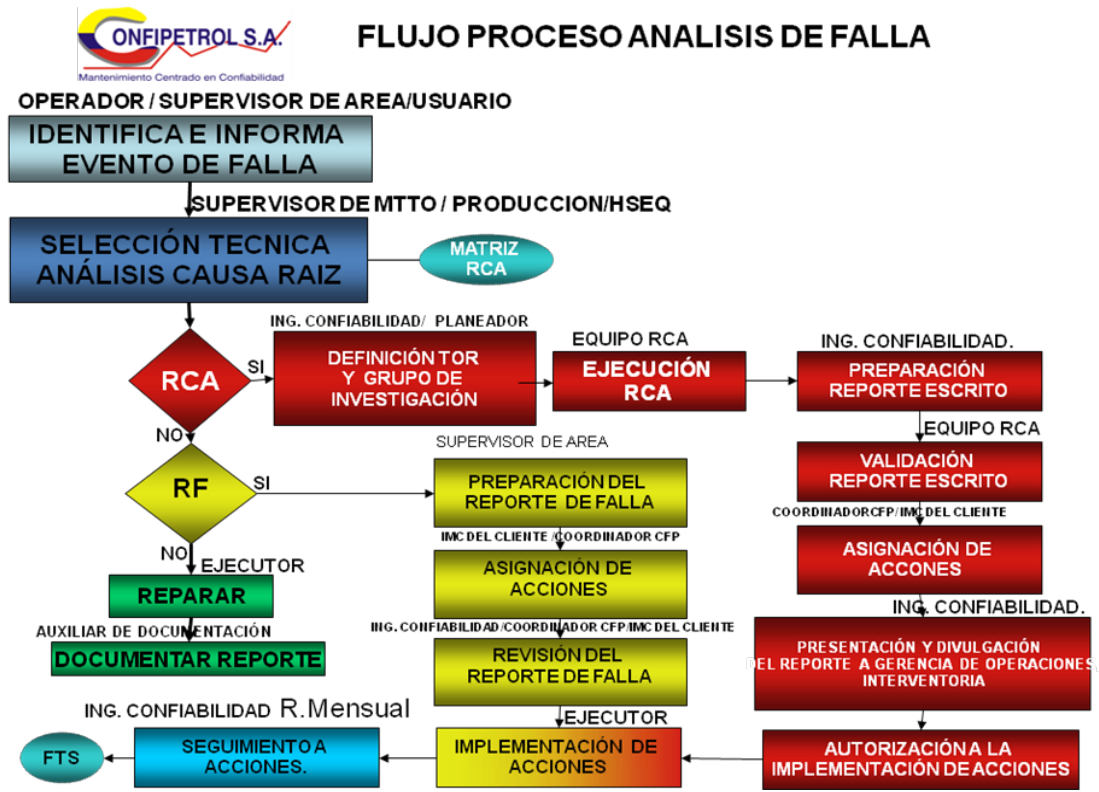 CONFIPETROL S.A.
Mantenimiento Centrado en Confiabilidad
FLUJO PROCESO ANALISIS DE FALLA
OPERADOR / SUPERVISOR DE AREA/USUARIO
IDENTIFICA E INFORMA
EVENTO DE FALLA
SUPERVISOR DE MTTO / PRODUCCION/HSEQ
SELECCIÓN TECNICA
ANÁLISIS CAUSA RAIZ
MATRIZ
RCA
RCA
SI
ING. CONFIABILIDAD/ PLANEADOR
DEFINICIÓN TOR
Y GRUPO DE
INVESTIGACIÓN
EQUIPO RCA
EJECUCIÓN
RCA
ING. CONFIABILIDAD.
PREPARACIÓN
REPORTE ESCRITO
EQUIPO RCA
VALIDACIÓN
REPORTE ESCRITO
COORDINADOR CFP/IMC DEL CLIENTE
ASIGNACIÓN DE
ACCONES
ING. CONFIABILIDAD.
PRESENTACIÓN Y DIVULGACIÓN
DEL REPORTE A GERENCIA DE OPERACIONES,
INTERVENTORIA
AUTORIZACIÓN A LA
IMPLEMENTACIÓN DE ACCIONES
NO
RF
SI
SUPERVISOR DE AREA
PREPARACIÓN DEL
REPORTE DE FALLA
IMC DEL CLIENTE /COORDINADOR CFP
ASIGNACIÓN DE
ACCIONES
ING. CONFIABILIDAD/COORDINADOR CFP/IMC DEL CLIENTE
REVISIÓN DEL
REPORTE DE FALLA
EJECUTOR
IMPLEMENTACIÓN DE
ACCIONES
NO
EJECUTOR
REPARAR
AUXILIAR DE DOCUMENTACIÓN
DOCUMENTAR REPORTE
ING. CONFIABILIDAD R.Mensual
SEGUIMIENTO A
ACCIONES.
FTS